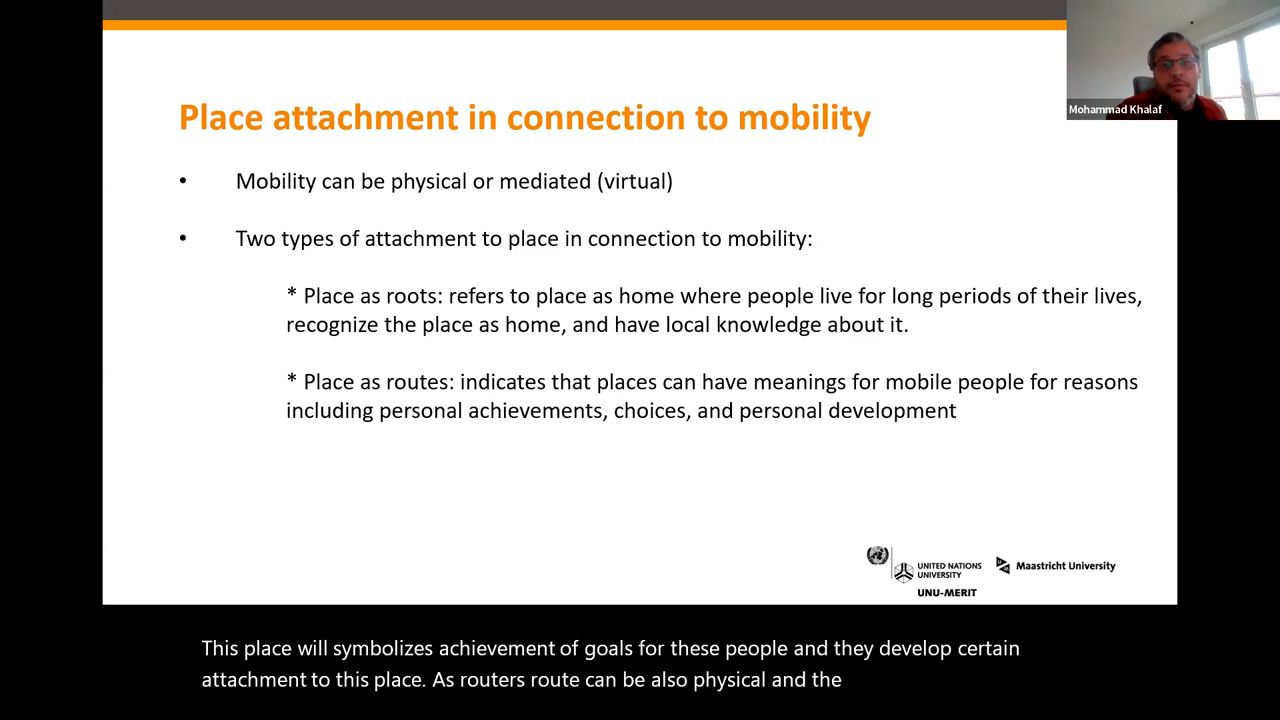 Place attachment in connection to mobility
Mohammad Khalaf
• Mobility can be physical or mediated (virtual)
• Two types of attachment to place in connection to mobility:
* Place as roots: refers to place as home where people live for long periods of their lives,
recognize the place as home, and have local knowledge about it.
* Place as routes: indicates that places can have meanings for mobile people for reasons
including personal achievements, choices, and personal development
UNITED NATIONS
UNIVERSITY
UNU-MERIT
Maastricht University
This place will symbolizes achievement of goals for these people and they develop certain
attachment to this place. As routers route can be also physical and the